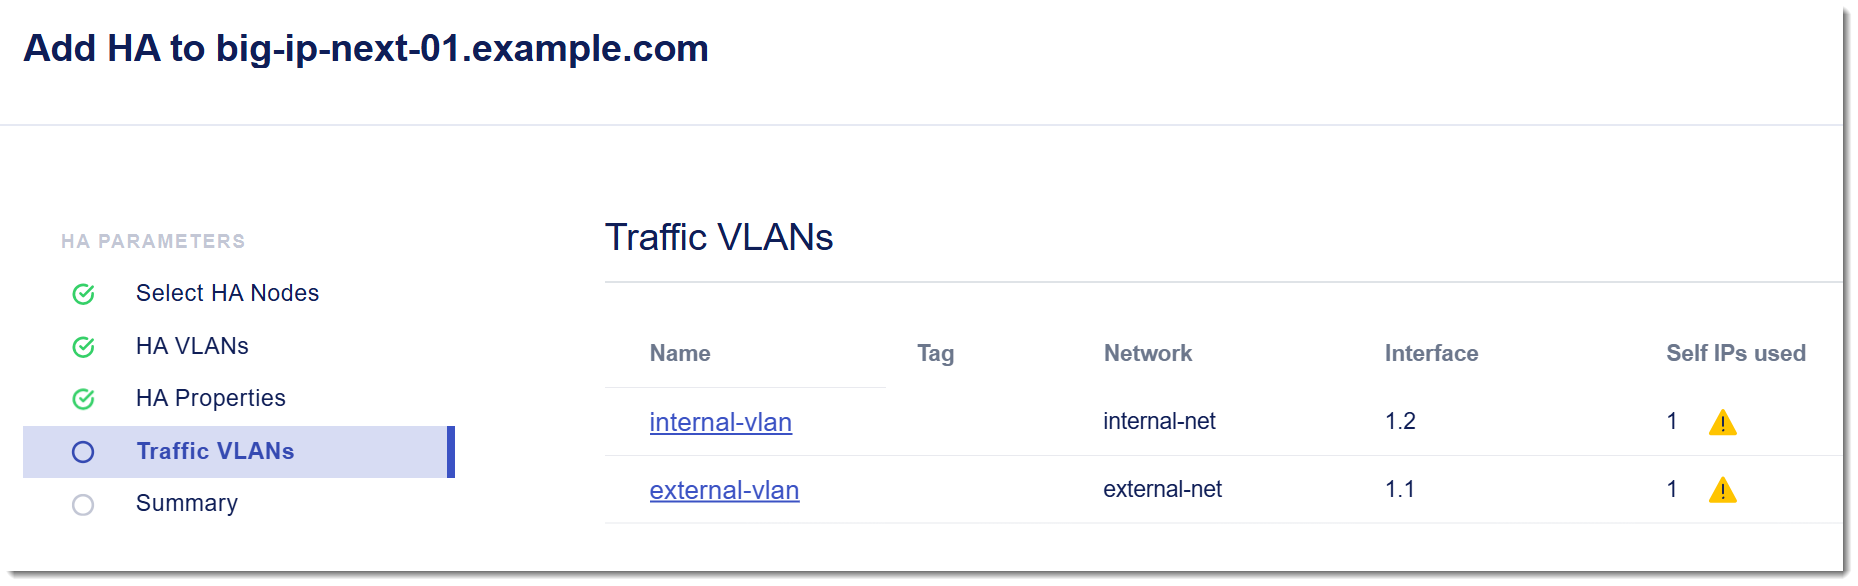 Add HA to big-ip-next-01.example.com
HA PARAMETERS
Select HA Nodes
HA VLANs
HA Properties
Traffic VLANs
Summary
Traffic VLANs
Name Tag Network Interface Self IPs used
internal-vlan internal-net 1.2 1
external-vlan external-net 1.1 1